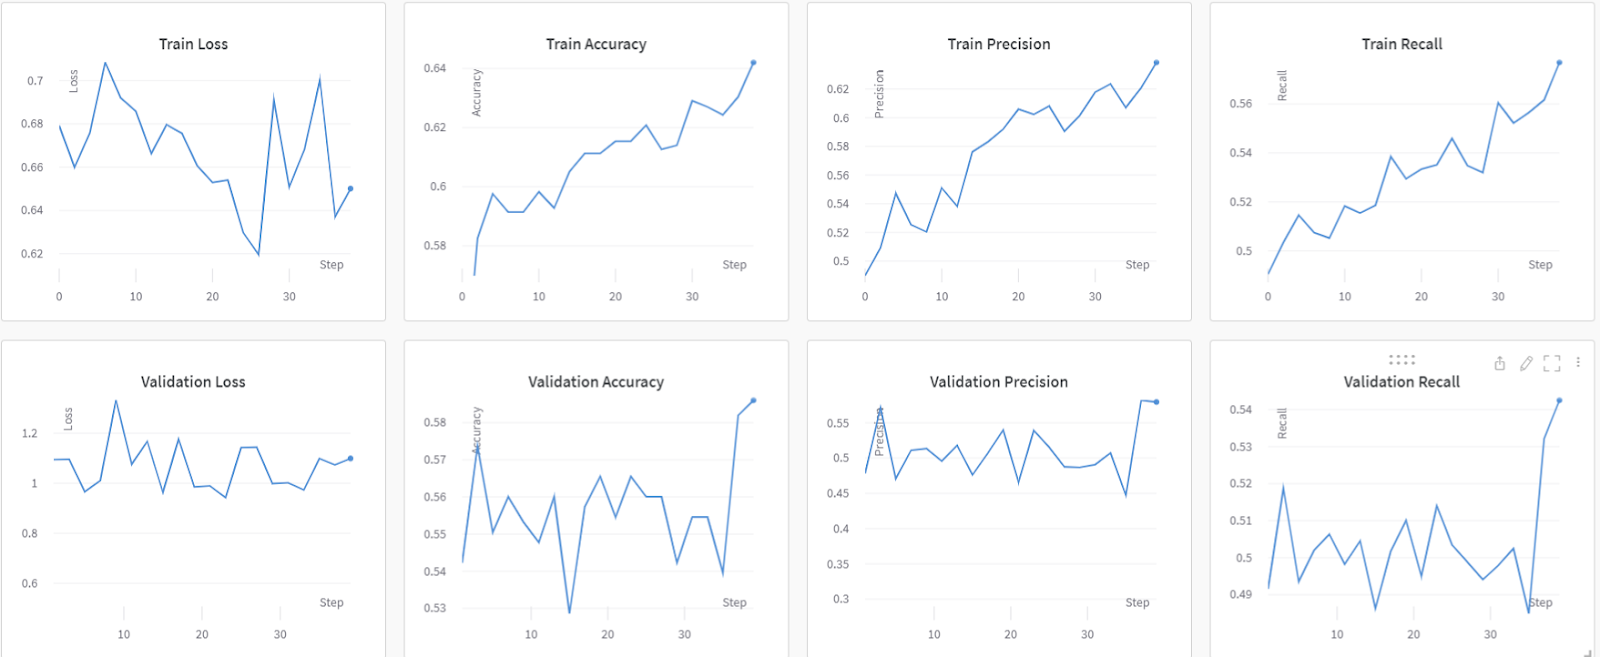 Train Loss
Loss
0.7
0.68
0.66
0.64
0.62
Step
0
10
20
30
Train Accuracy
Accuracy
0.64
0.62
0.6
0.58
Step
0
10
20
30
Train Precision
Precision
0.62
0.6
0.58
0.56
0.54
0.52
0.5
Step
0
10
20
30
Train Recall
Recall
0.56
0.54
0.52
0.5
Step
0
10
20
30
Validation Loss
Loss
1.2
1
0.8
0.6
Step
10
20
30
Validation Accuracy
Accuracy
0.58
0.57
0.56
0.55
0.54
0.53
Step
10
20
30
Validation Precision
Precision
0.55
0.5
0.45
0.4
0.35
0.3
Step
10
20
30
Validation Recall
Recall
0.54
0.53
0.52
0.51
0.5
0.49
Step
10
20
30